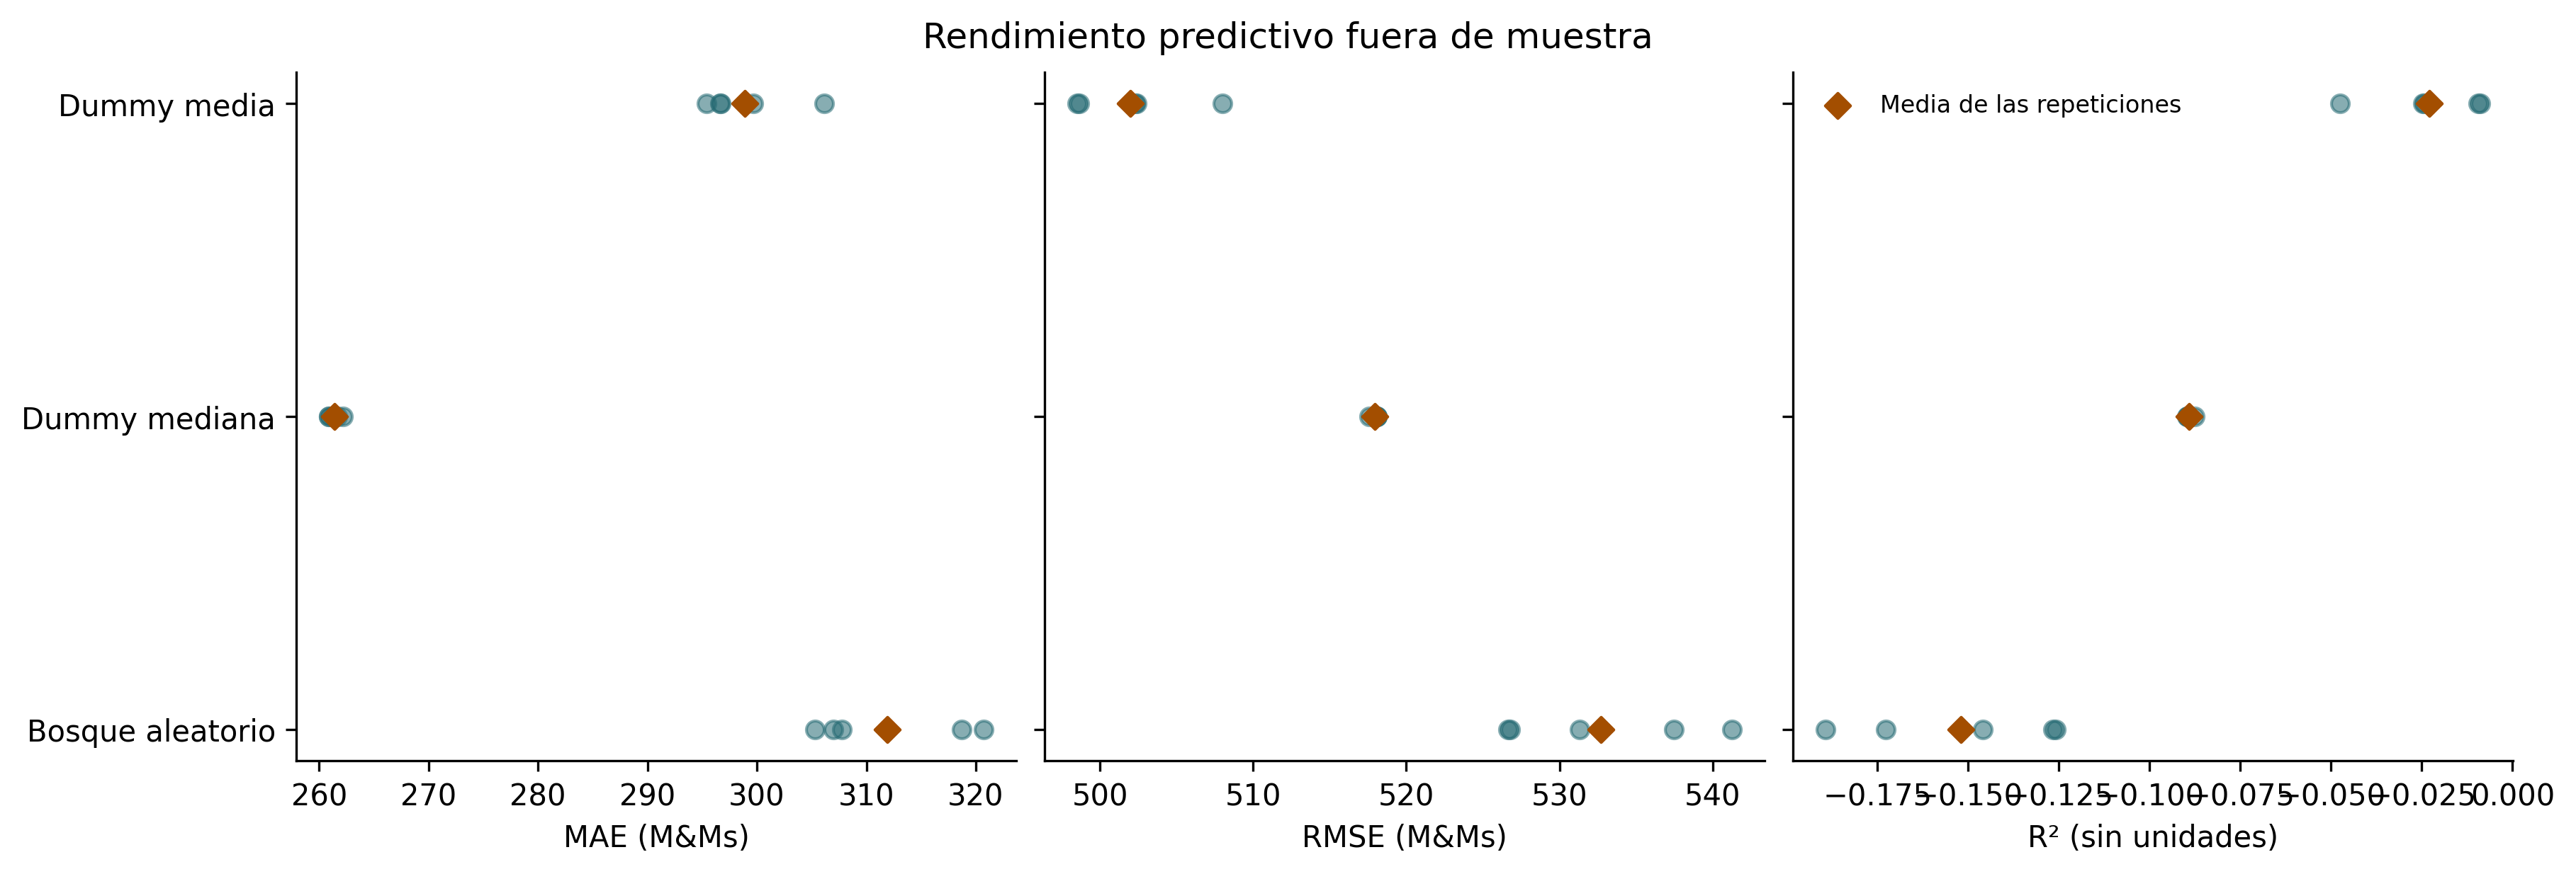 Rendimiento predictivo fuera de muestra
Dummy media
Dummy mediana
Bosque aleatorio
Media de las repeticiones
260 270 280 290 300 310 320
MAE (M&Ms)
500 510 520 530 540
RMSE (M&Ms)
−0.175 −0.150 −0.125 −0.100 −0.075 −0.050 −0.025 0.000
R² (sin unidades)